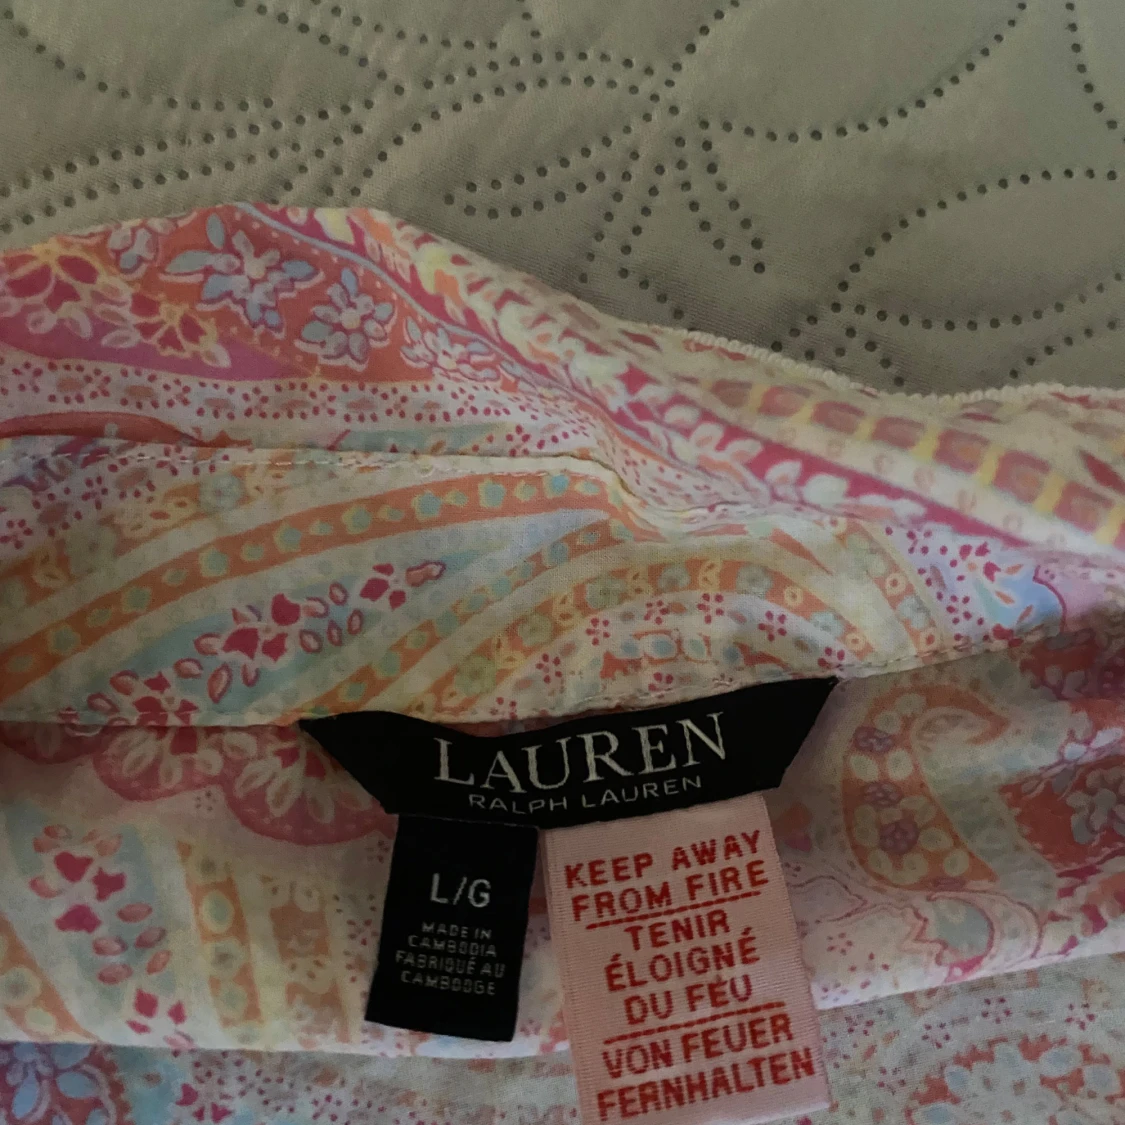 LAUREN
RALPH LAUREN
L/G
MADE IN
CAMBODIA
FABRIQUÉ AU
CAMBODGE
KEEP AWAY
FROM FIRE
TENIR
ÉLOIGNÉ
DU FEU
VON FEUER
FERNHALTEN